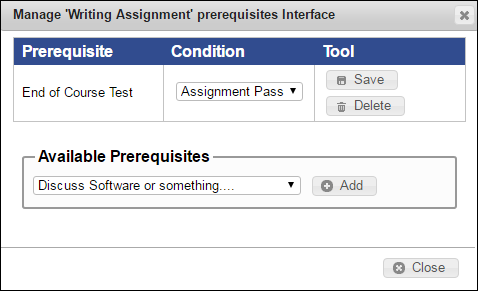 Manage 'Writing Assignment' prerequisites Interface
Prerequisite Condition Tool
End of Course Test Assignment Pass Save
Delete
Available Prerequisites
Discuss Software or something.... Add
Close